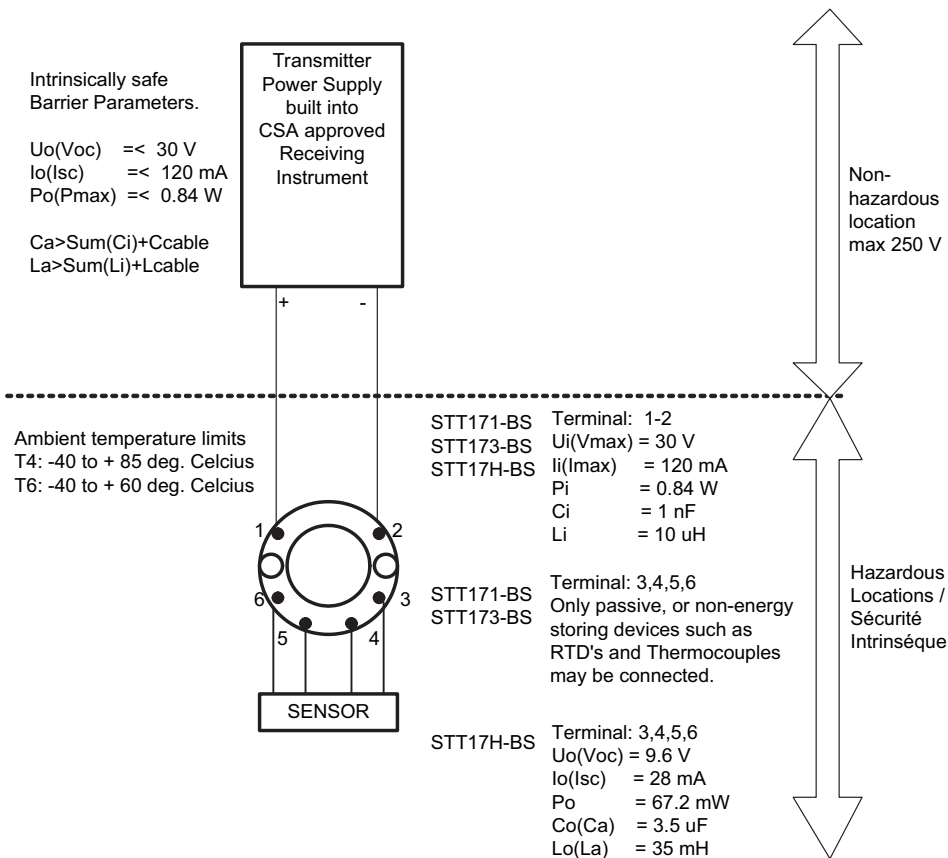 Intrinsically safe
Barrier Parameters.
Uo(Voc) =< 30 V
Io(Isc) =< 120 mA
Po(Pmax) =< 0.84 W
Ca>Sum(Ci)+Ccable
La>Sum(Li)+Lcable
Transmitter
Power Supply
built into
CSA approved
Receiving
Instrument
+ -
Non-
hazardous
location
max 250 V
Ambient temperature limits
T4: -40 to + 85 deg. Celcius
T6: -40 to + 60 deg. Celcius
STT171-BS
STT173-BS
STT17H-BS
Terminal: 1-2
Ui(Vmax) = 30 V
Ii(Imax) = 120 mA
Pi = 0.84 W
Ci = 1 nF
Li = 10 uH
1 2
6 3
5 4
SENSOR
STT171-BS
STT173-BS
Terminal: 3,4,5,6
Only passive, or non-energy
storing devices such as
RTD's and Thermocouples
may be connected.
Hazardous
Locations /
Sécurité
Intrinséque
STT17H-BS
Terminal: 3,4,5,6
Uo(Voc) = 9.6 V
Io(Isc) = 28 mA
Po = 67.2 mW
Co(Ca) = 3.5 uF
Lo(La) = 35 mH